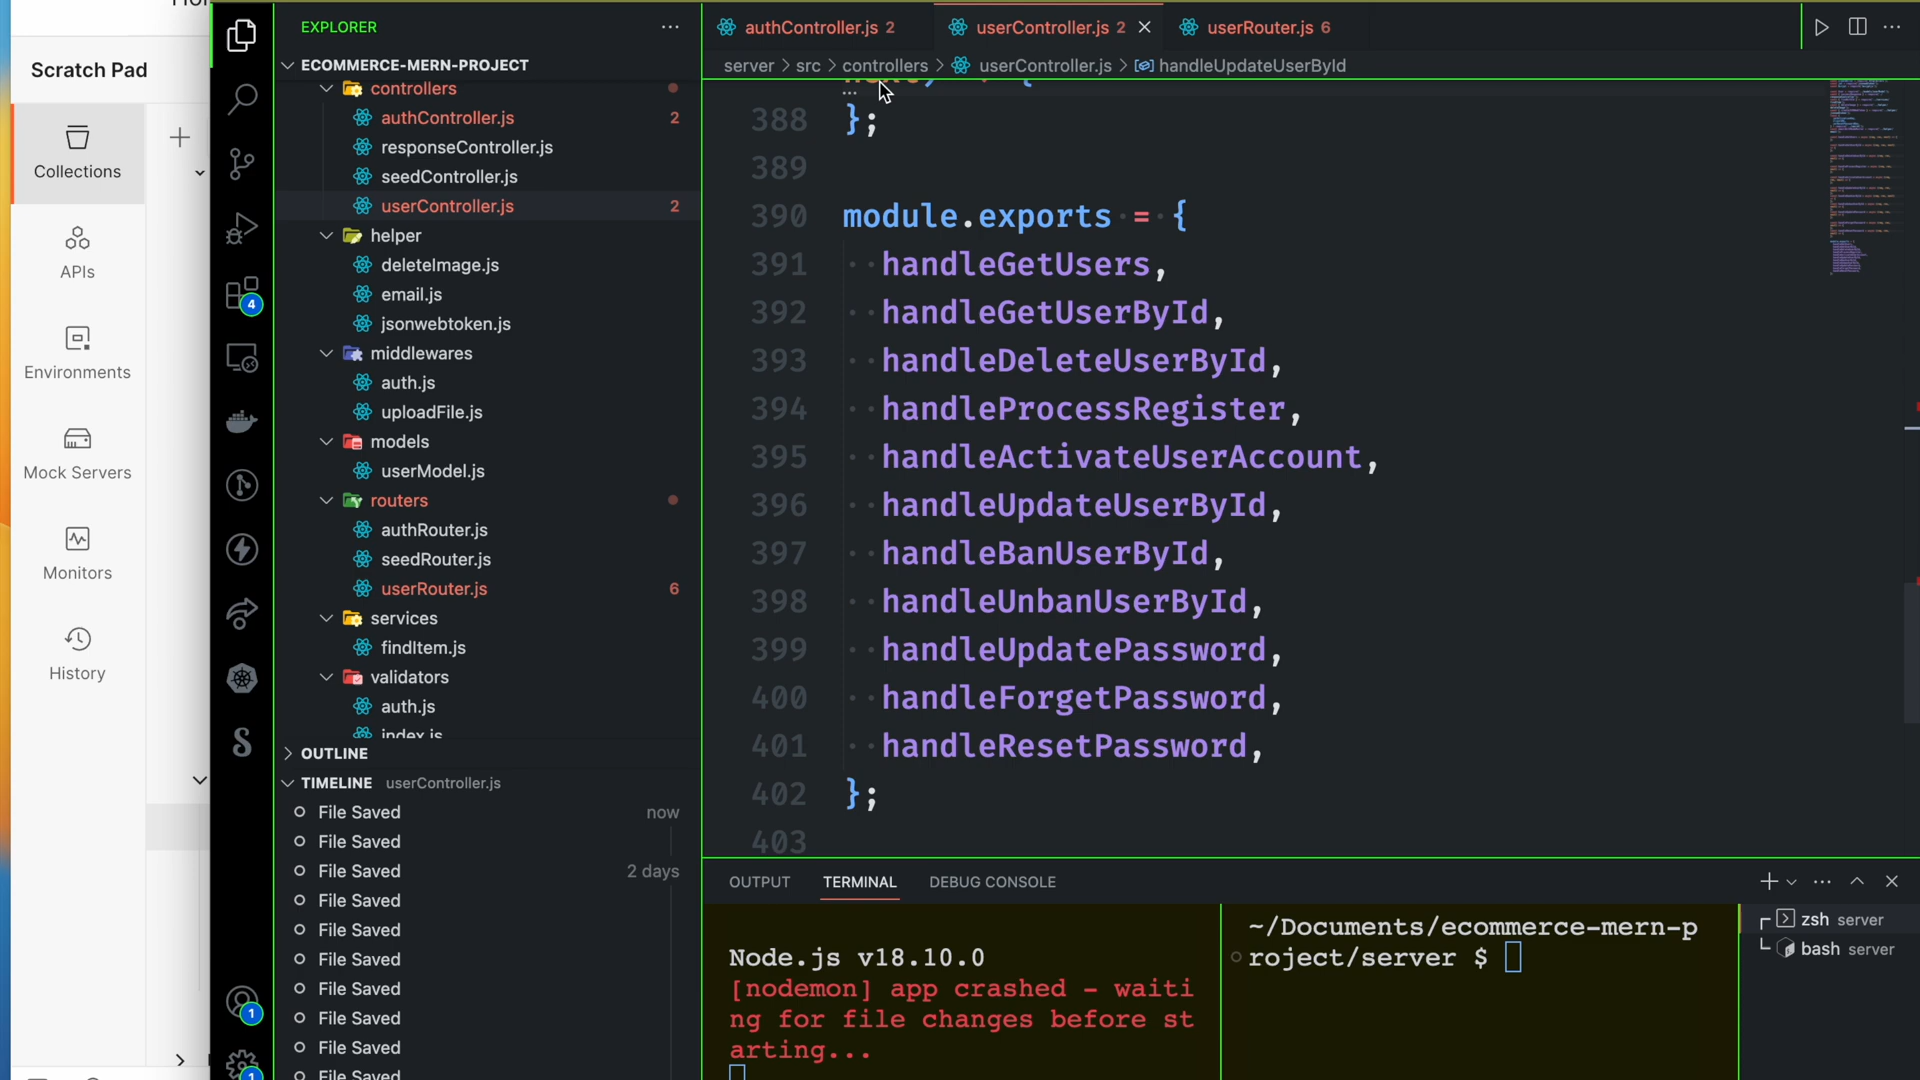 Scratch Pad
Collections
APIs
Environments
Mock Servers
Monitors
History
EXPLORER
ECOMMERCE-MERN-PROJECT
controllers
authController.js 2
responseController.js
seedController.js
userController.js 2
helper
deleteImage.js
email.js
jsonwebtoken.js
middlewares
auth.js
uploadFile.js
models
userModel.js
routers
authRouter.js
seedRouter.js
userRouter.js 6
services
findItem.js
validators
auth.js
index.js
OUTLINE
TIMELINE userController.js
File Saved now
File Saved
File Saved 2 days
File Saved
File Saved
File Saved
File Saved
File Saved
File Saved
File Saved
4
1
1
authController.js 2
userController.js 2
userRouter.js 6
server > src > controllers > userController.js > handleUpdateUserById
388 };
389
390 module.exports = {
391 handleGetUsers,
392 handleGetUserById,
393 handleDeleteUserById,
394 handleProcessRegister,
395 handleActivateUserAccount,
396 handleUpdateUserById,
397 handleBanUserById,
398 handleUnbanUserById,
399 handleUpdatePassword,
400 handleForgetPassword,
401 handleResetPassword,
402 };
403
OUTPUT TERMINAL DEBUG CONSOLE
Node.js v18.10.0
[nodemon] app crashed - waiti
ng for file changes before st
arting...
~/Documents/ecommerce-mern-p
roject/server $
zsh server
bash server